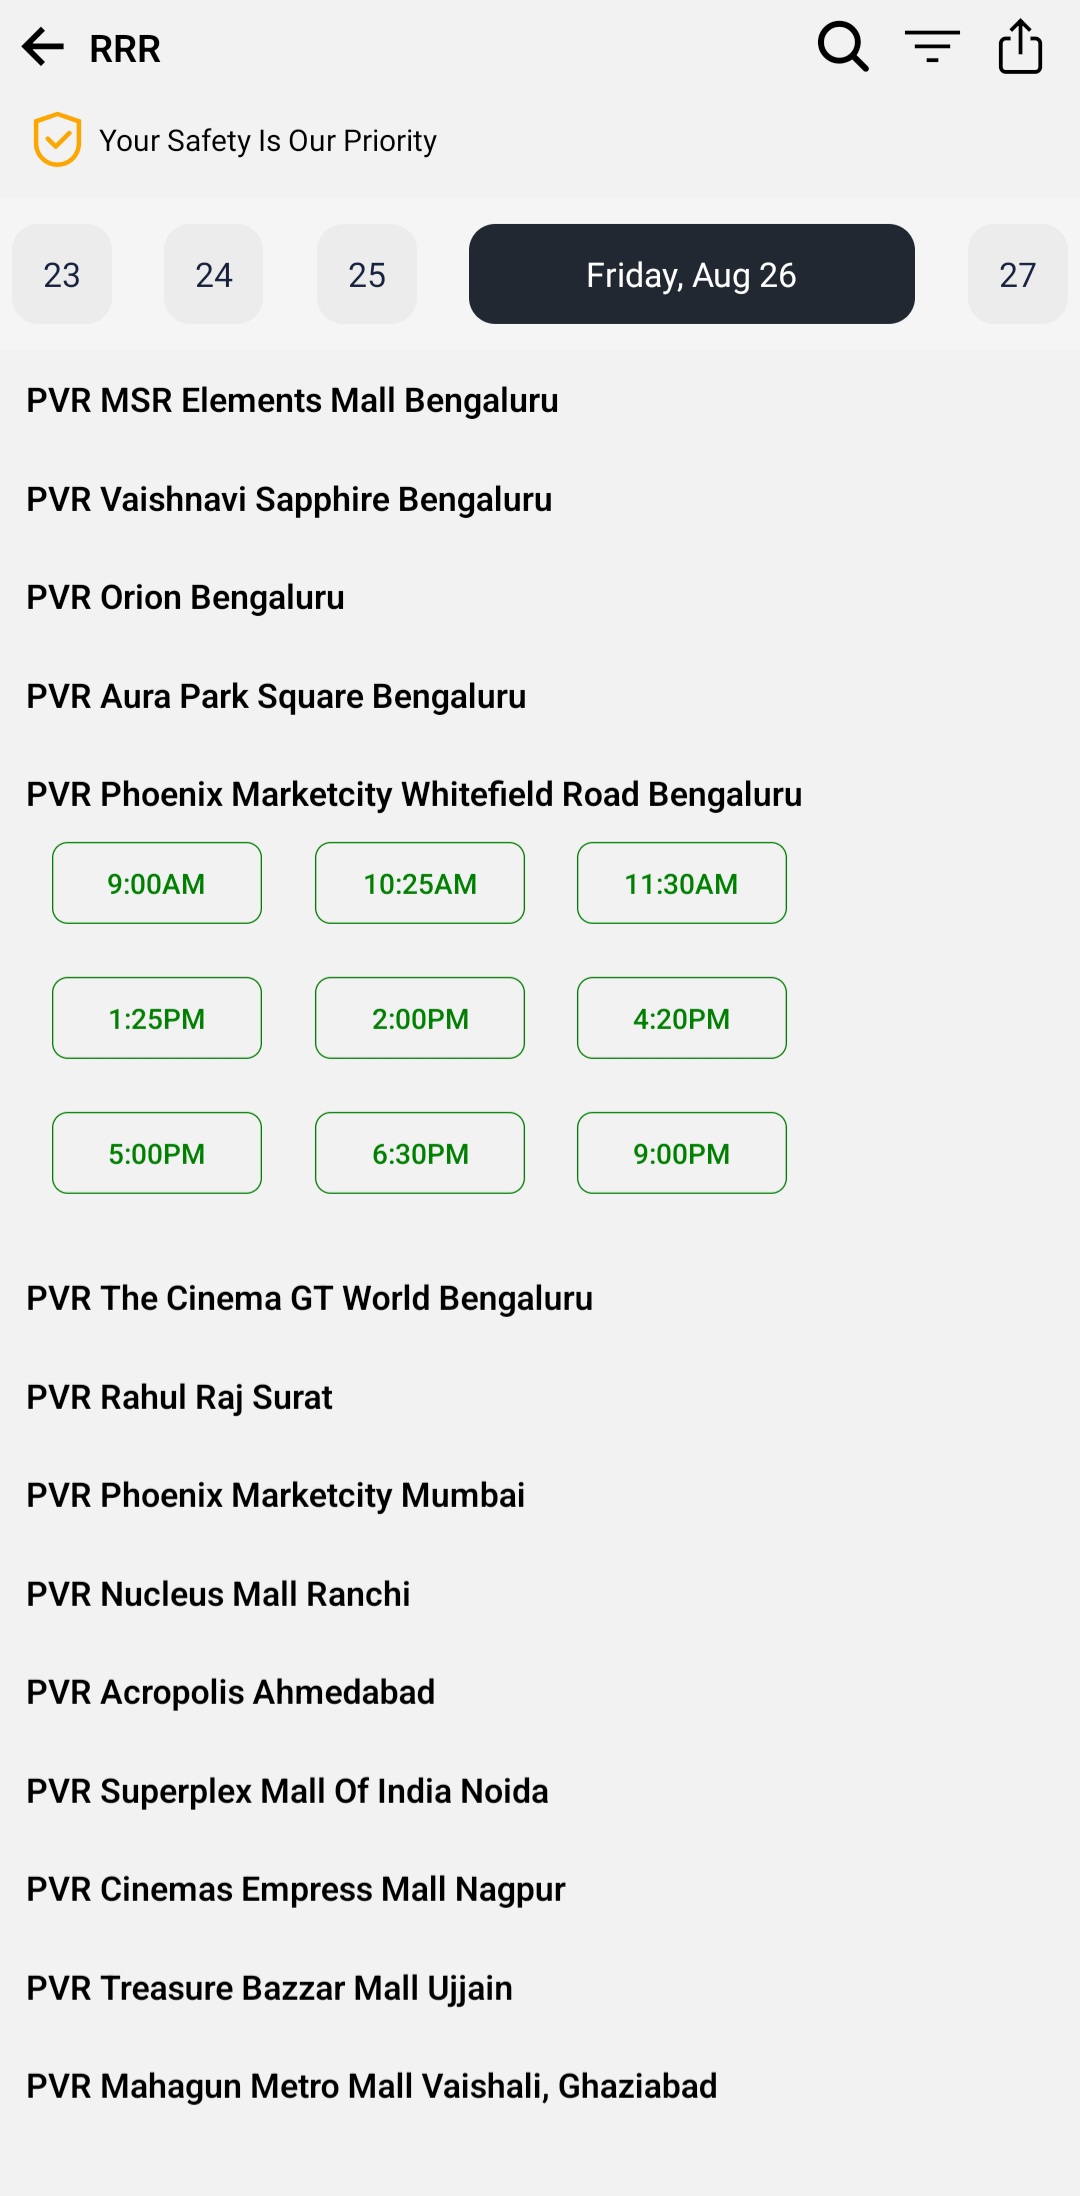 RRR
Your Safety Is Our Priority
23 24 25 Friday, Aug 26 27
PVR MSR Elements Mall Bengaluru
PVR Vaishnavi Sapphire Bengaluru
PVR Orion Bengaluru
PVR Aura Park Square Bengaluru
PVR Phoenix Marketcity Whitefield Road Bengaluru
9:00AM 10:25AM 11:30AM
1:25PM 2:00PM 4:20PM
5:00PM 6:30PM 9:00PM
PVR The Cinema GT World Bengaluru
PVR Rahul Raj Surat
PVR Phoenix Marketcity Mumbai
PVR Nucleus Mall Ranchi
PVR Acropolis Ahmedabad
PVR Superplex Mall Of India Noida
PVR Cinemas Empress Mall Nagpur
PVR Treasure Bazzar Mall Ujjain
PVR Mahagun Metro Mall Vaishali, Ghaziabad